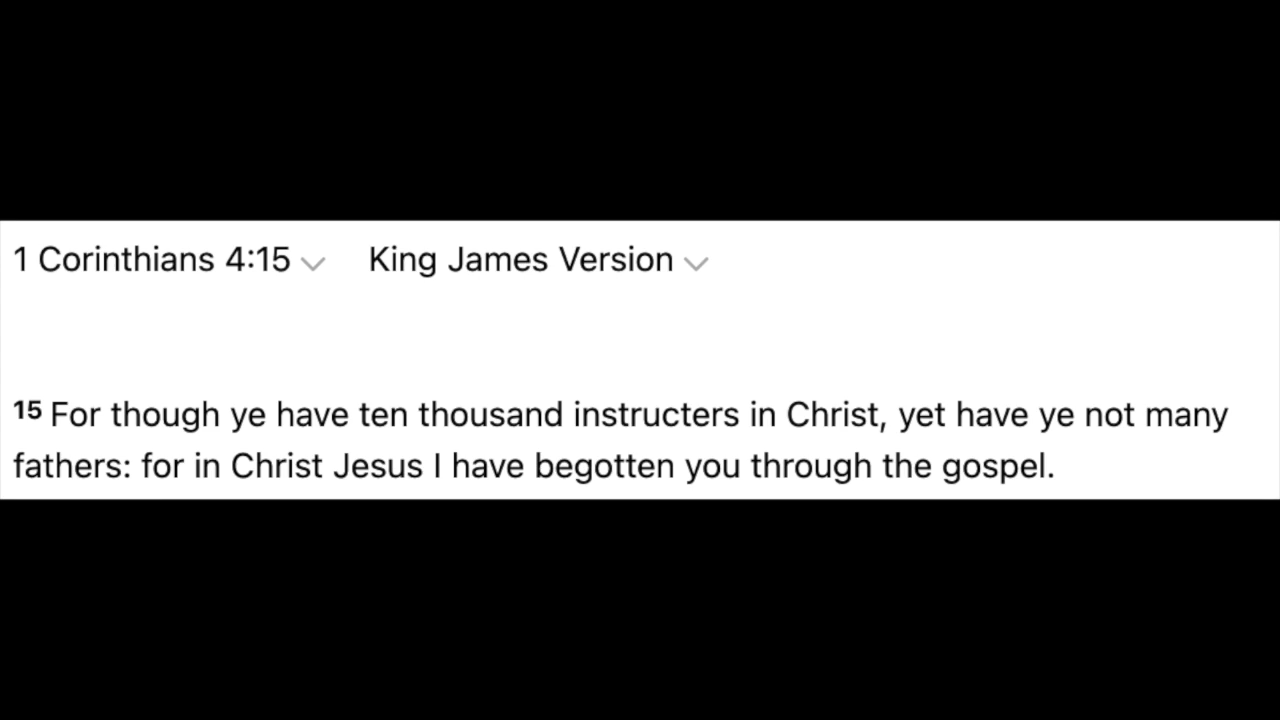 1 Corinthians 4:15 King James Version
15 For though ye have ten thousand instructers in Christ, yet have ye not many
fathers: for in Christ Jesus I have begotten you through the gospel.